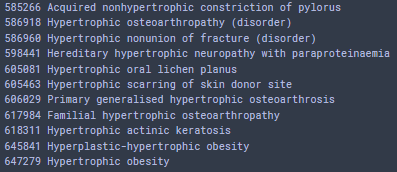 585266 Acquired nonhypertrophic constriction of pylorus
586918 Hypertrophic osteoarthropathy (disorder)
586960 Hypertrophic nonunion of fracture (disorder)
598441 Hereditary hypertrophic neuropathy with paraproteinaemia
605081 Hypertrophic oral lichen planus
605463 Hypertrophic scarring of skin donor site
606029 Primary generalised hypertrophic osteoarthrosis
617984 Familial hypertrophic osteoarthropathy
618311 Hypertrophic actinic keratosis
645841 Hyperplastic-hypertrophic obesity
647279 Hypertrophic obesity